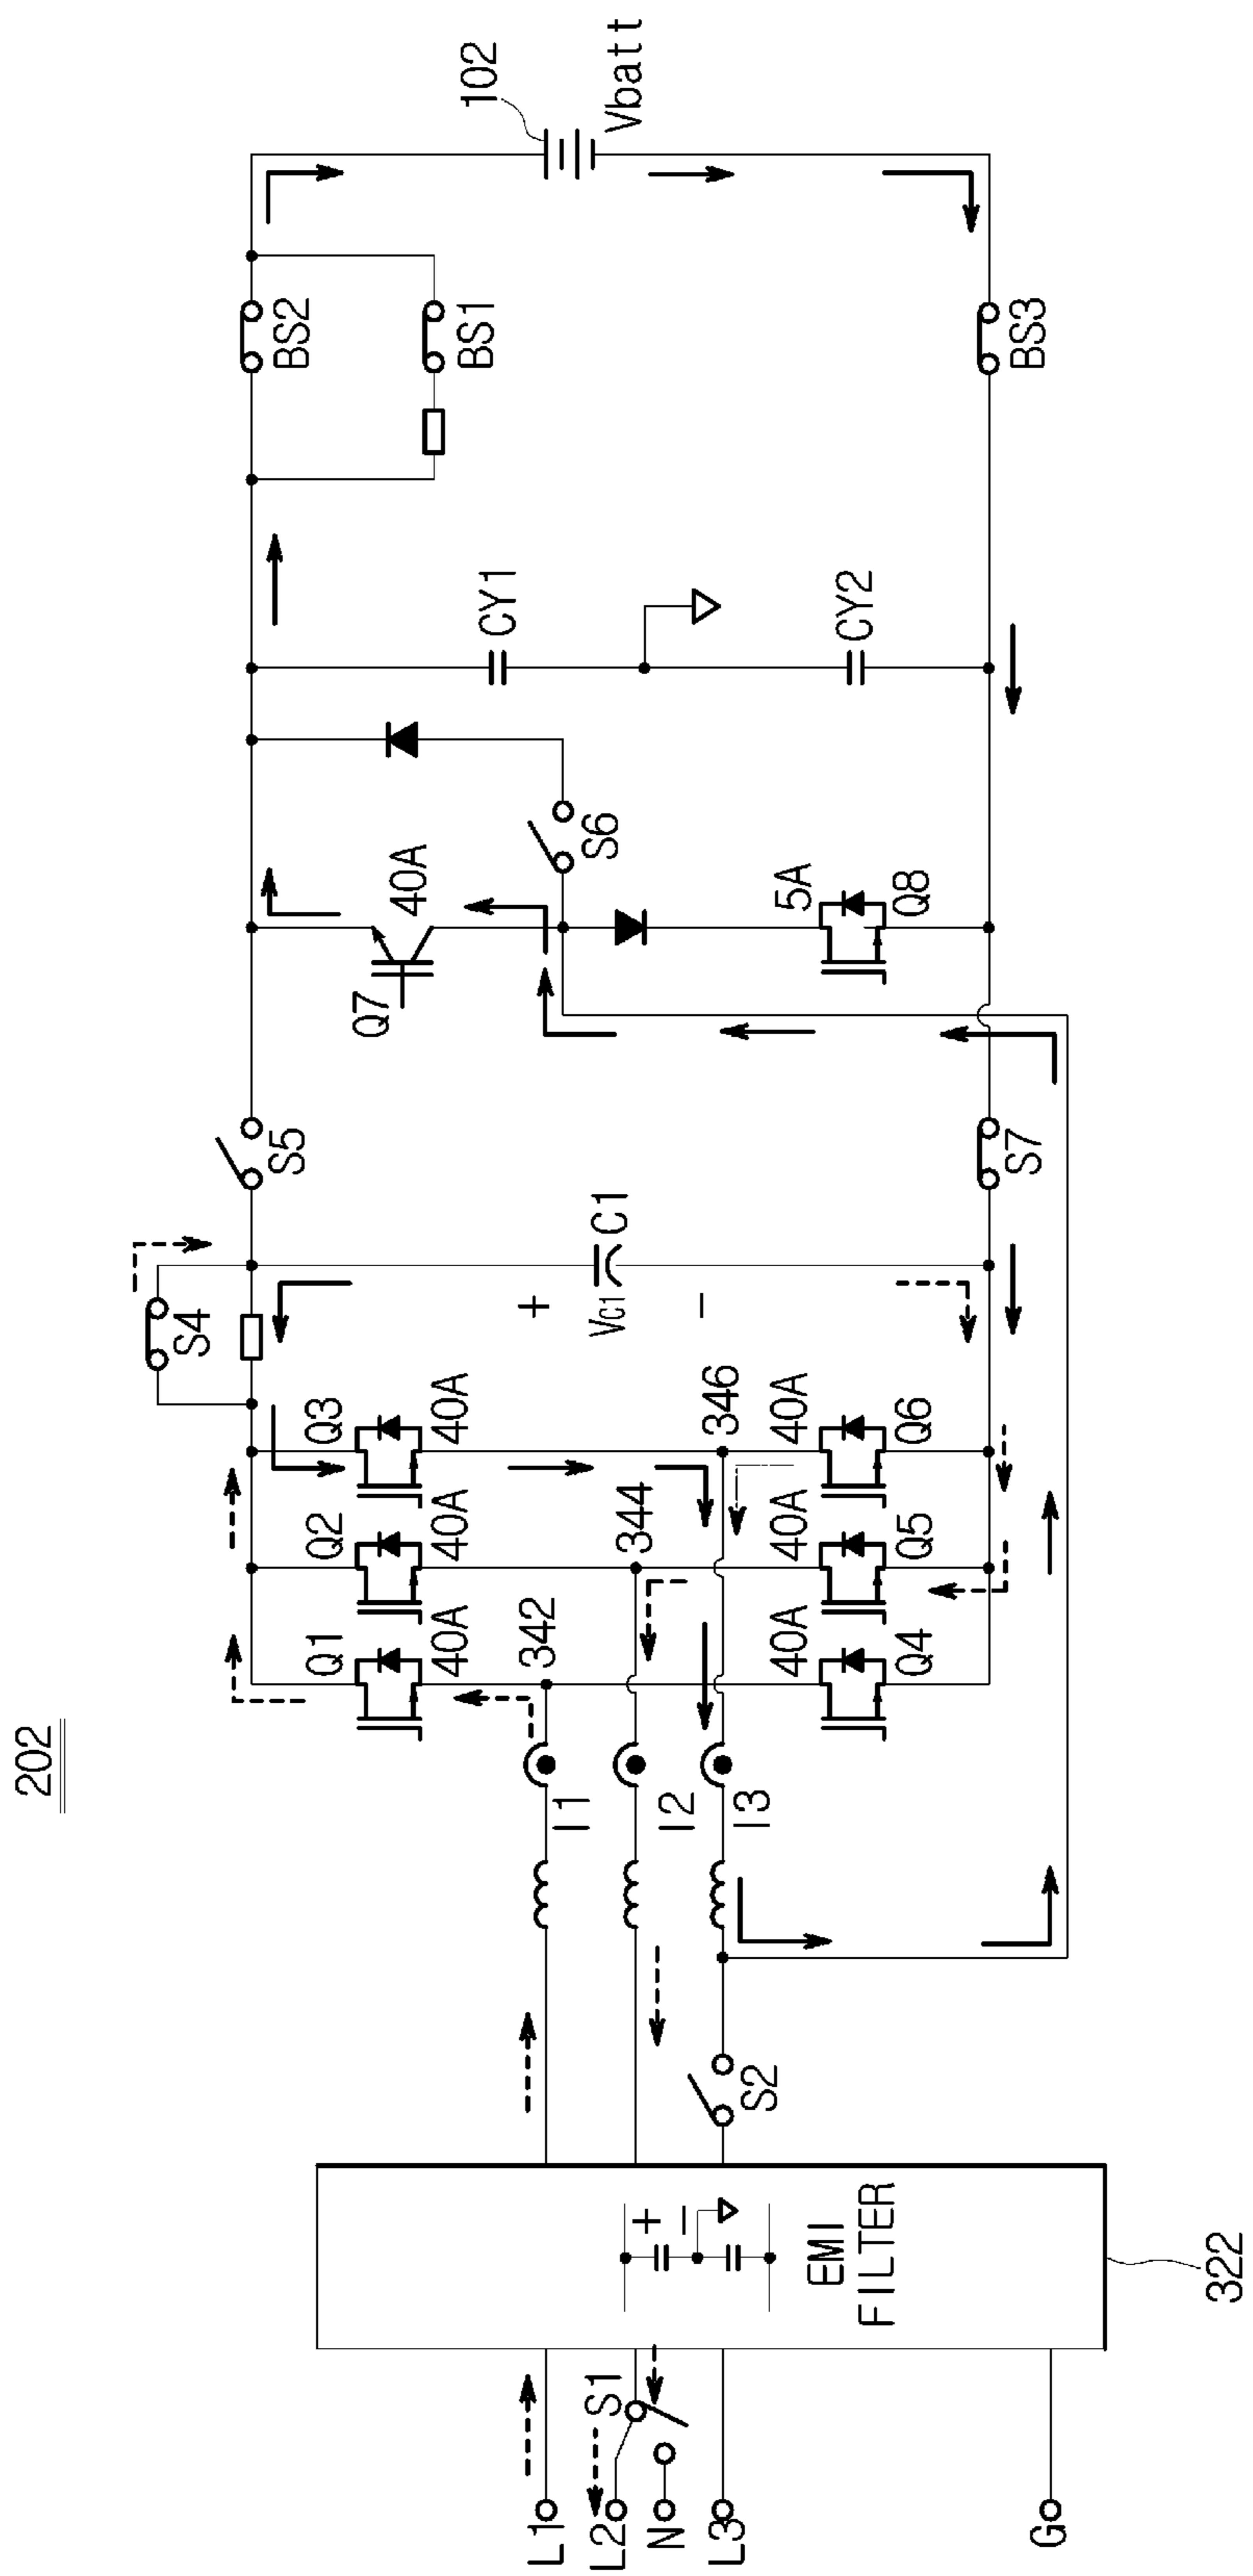 202
102
Vbatt
BS2
BS1
BS3
CY1
CY2
40A
Q7
S6
5A
Q8
S5
S7
S4
+
VC1
−
C1
Q3
40A
Q2
40A
Q1
40A
346
344
342
40A
Q6
40A
Q5
40A
Q4
I1
I2
I3
S2
+
−
EMI
FILTER
322
S1
L1
L2
N
L3
G